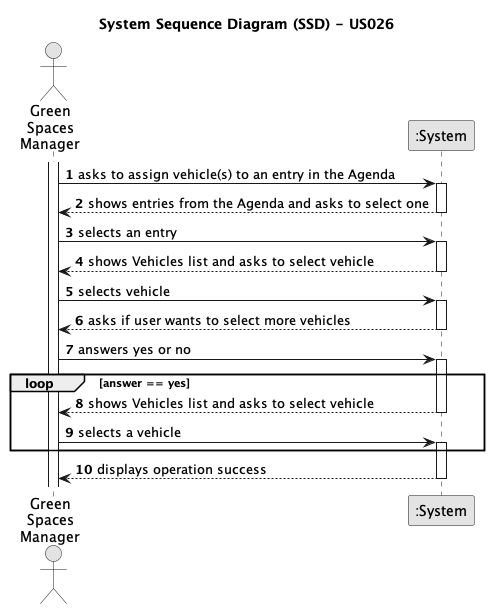 System Sequence Diagram (SSD) - US026
Green
Spaces
Manager
:System
1 asks to assign vehicle(s) to an entry in the Agenda
2 shows entries from the Agenda and asks to select one
3 selects an entry
4 shows Vehicles list and asks to select vehicle
5 selects vehicle
6 asks if user wants to select more vehicles
7 answers yes or no
loop [answer == yes]
8 shows Vehicles list and asks to select vehicle
9 selects a vehicle
10 displays operation success
Green
Spaces
Manager
:System